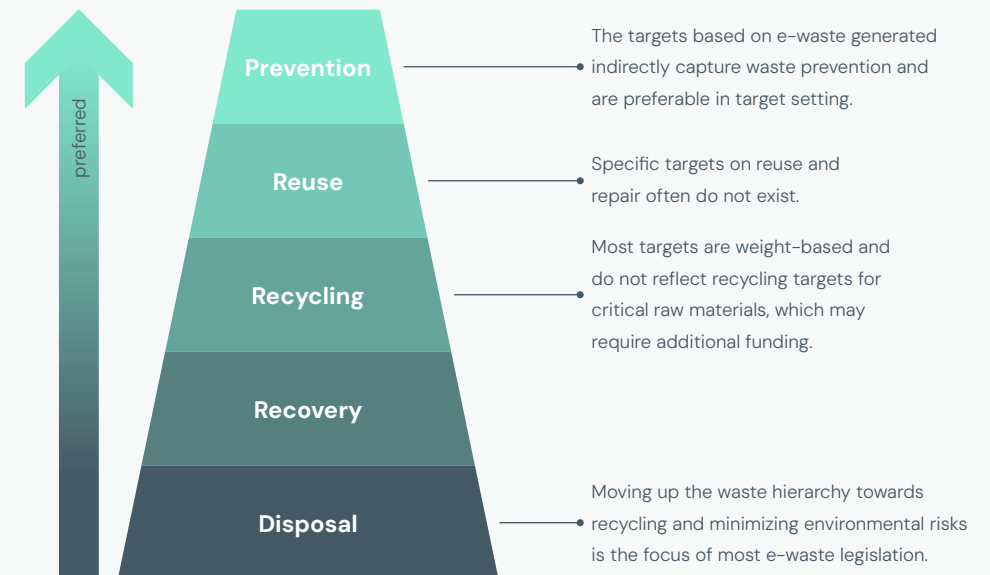 preferred
Prevention
The targets based on e-waste generated
indirectly capture waste prevention and
are preferable in target setting.
Reuse
Specific targets on reuse and
repair often do not exist.
Recycling
Most targets are weight-based and
do not reflect recycling targets for
critical raw materials, which may
require additional funding.
Recovery
Disposal
Moving up the waste hierarchy towards
recycling and minimizing environmental risks
is the focus of most e-waste legislation.